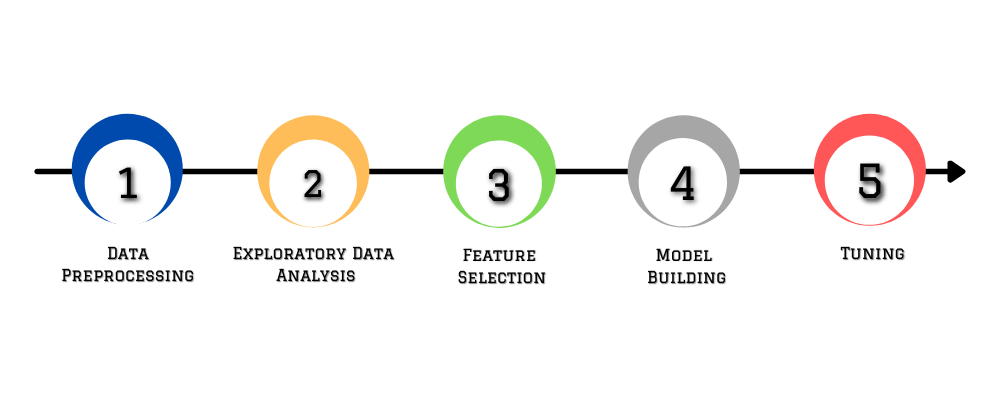 1
2
3
4
5
Data
Preprocessing
Exploratory Data
Analysis
Feature
Selection
Model
Building
Tuning